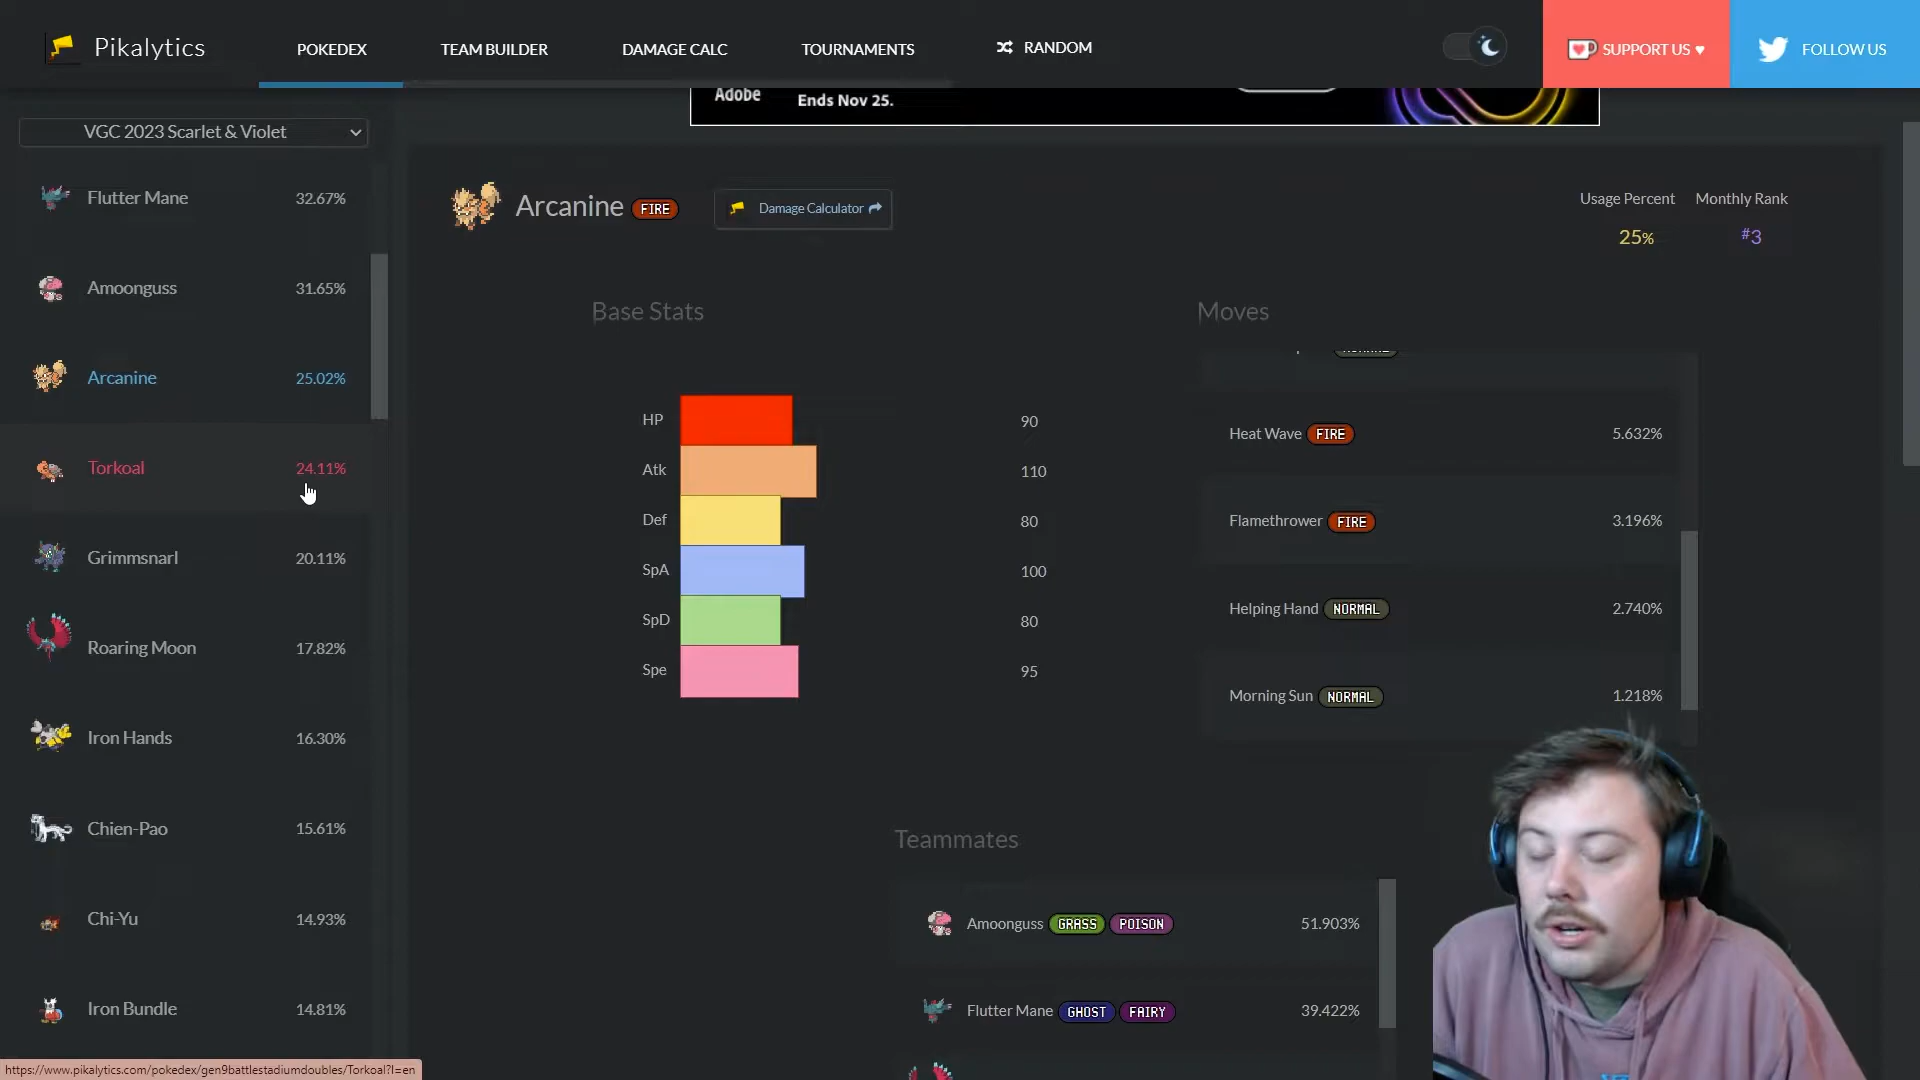 Pikalytics
POKEDEX
TEAM BUILDER
DAMAGE CALC
TOURNAMENTS
RANDOM
SUPPORT US ♥
FOLLOW US
Adobe
Ends Nov 25.
VGC 2023 Scarlet & Violet
Flutter Mane 32.67%
Amoonguss 31.65%
Arcanine 25.02%
Torkoal 24.11%
Grimmsnarl 20.11%
Roaring Moon 17.82%
Iron Hands 16.30%
Chien-Pao 15.61%
Chi-Yu 14.93%
Iron Bundle 14.81%
Arcanine FIRE
Damage Calculator
Usage Percent Monthly Rank
25% #3
Base Stats
HP 90
Atk 110
Def 80
SpA 100
SpD 80
Spe 95
Moves
Heat Wave FIRE 5.632%
Flamethrower FIRE 3.196%
Helping Hand NORMAL 2.740%
Morning Sun NORMAL 1.218%
Teammates
Amoonguss GRASS POISON 51.903%
Flutter Mane GHOST FAIRY 39.422%
https://www.pikalytics.com/pokedex/gen9battlestadiumdoubles/Torkoal?l=en